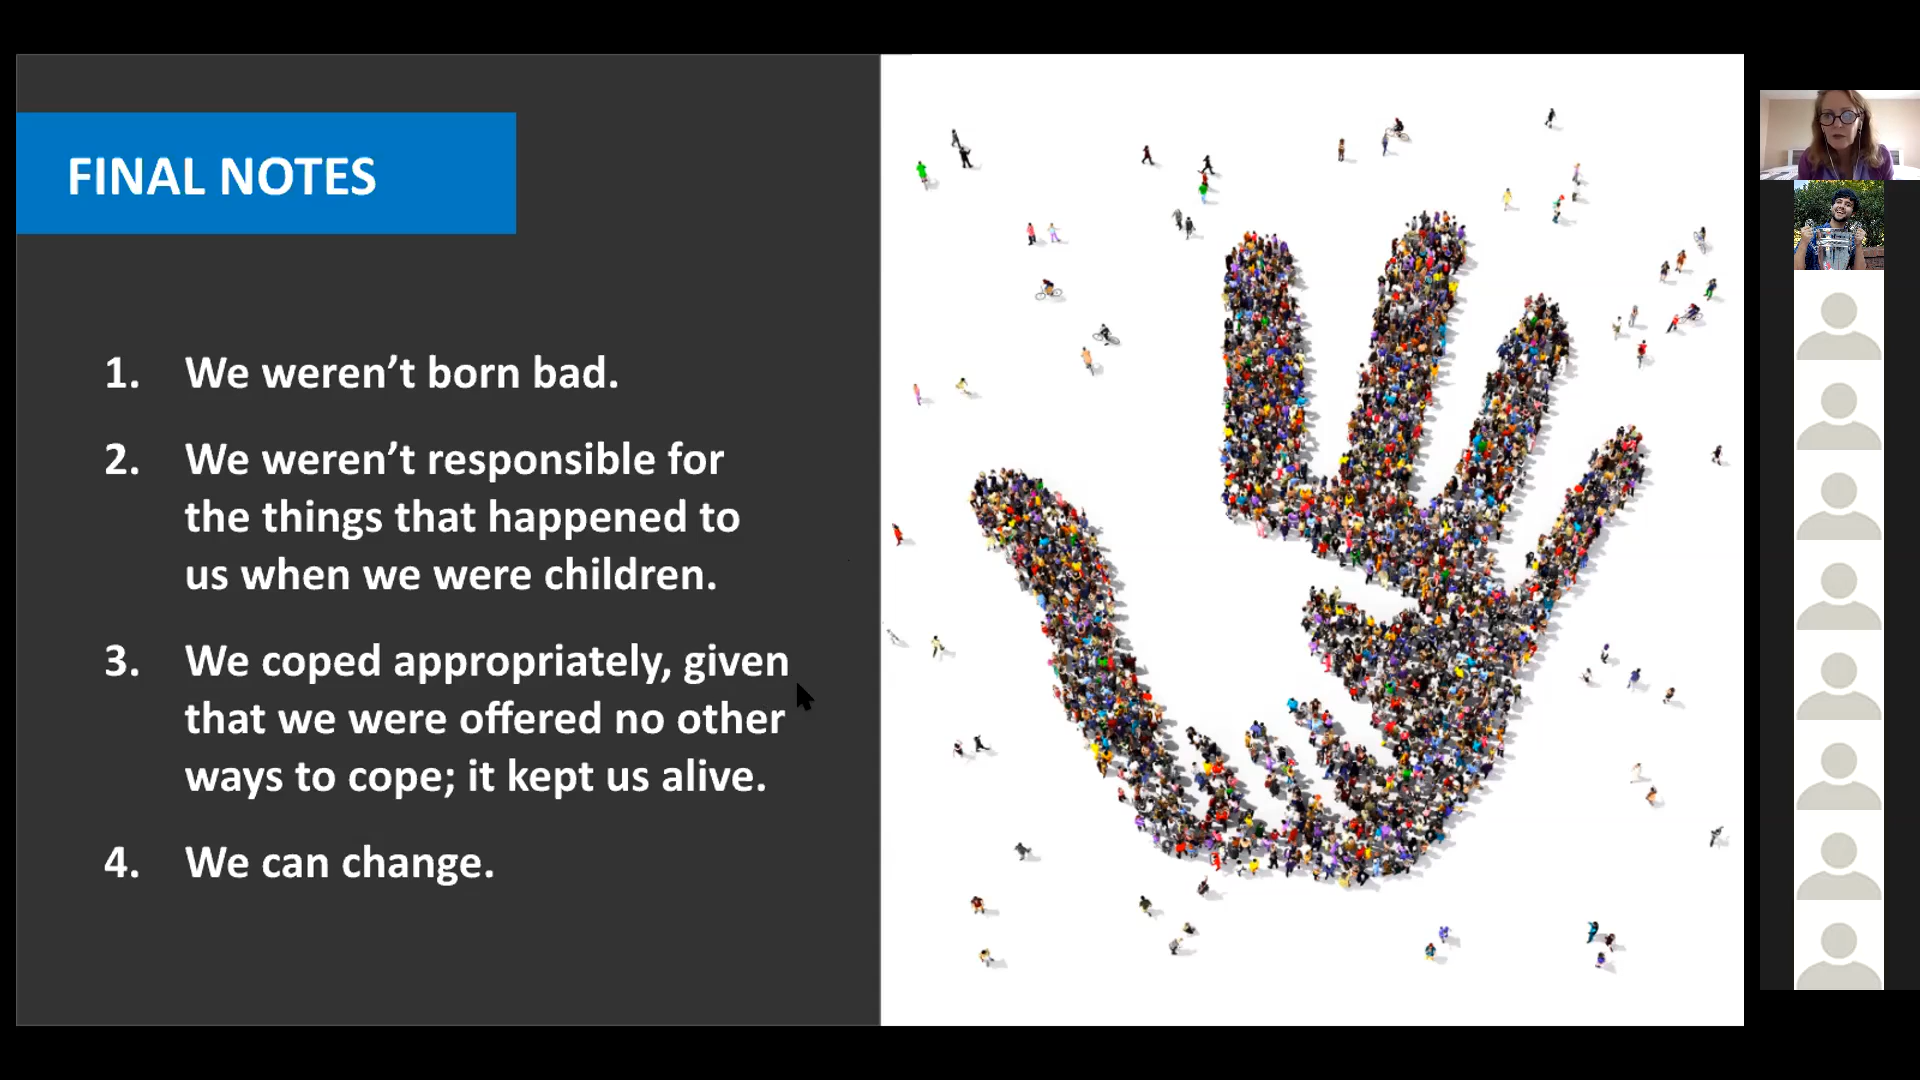 FINAL NOTES
1. We weren’t born bad.
2. We weren’t responsible for
the things that happened to
us when we were children.
3. We coped appropriately, given
that we were offered no other
ways to cope; it kept us alive.
4. We can change.